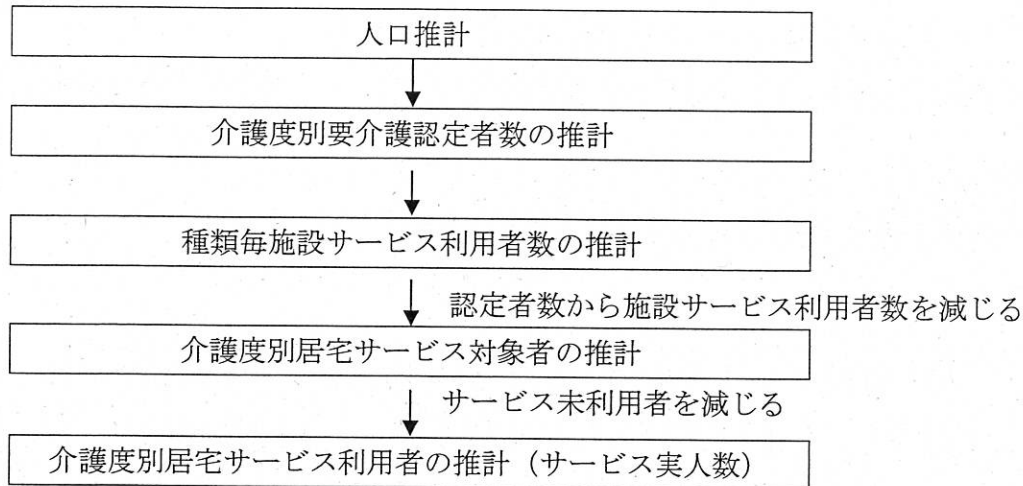 人口推計
介護度別要介護認定者数の推計
種類毎施設サービス利用者数の推計
認定者数から施設サービス利用者数を減じる
介護度別居宅サービス対象者の推計
サービス未利用者を減じる
介護度別居宅サービス利用者の推計（サービス実人数）